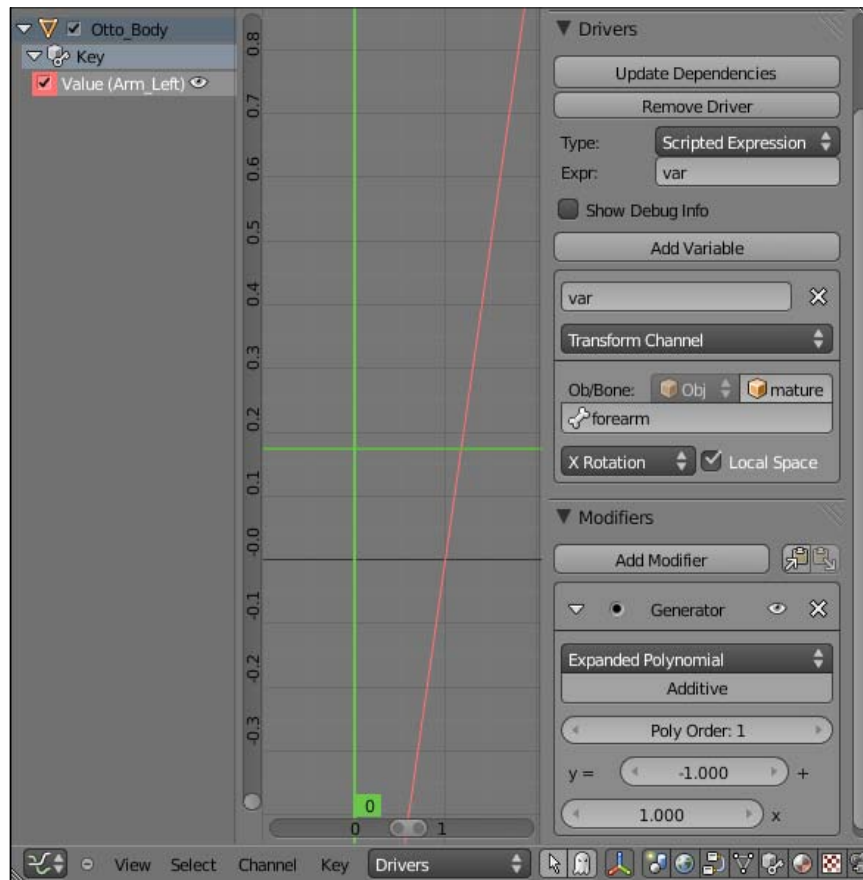 Otto_Body
Key
Value (Arm_Left)
0.8
0.7
0.6
0.5
0.4
0.3
0.2
0.1
-0.0
-0.1
-0.2
-0.3
0
0 1
Drivers
Update Dependencies
Remove Driver
Type: Scripted Expression
Expr: var
Show Debug Info
Add Variable
var
Transform Channel
Ob/Bone: Obj mature
forearm
X Rotation Local Space
Modifiers
Add Modifier
Generator
Expanded Polynomial
Additive
Poly Order: 1
y = -1.000 +
1.000 x
View Select Channel Key Drivers